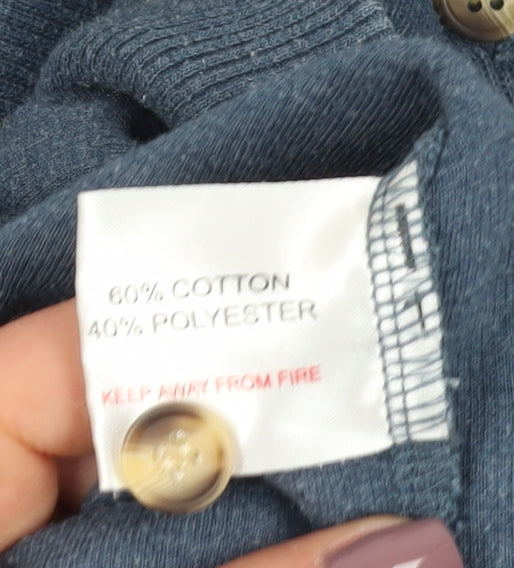 60% COTTON
40% POLYESTER
KEEP AWAY FROM FIRE